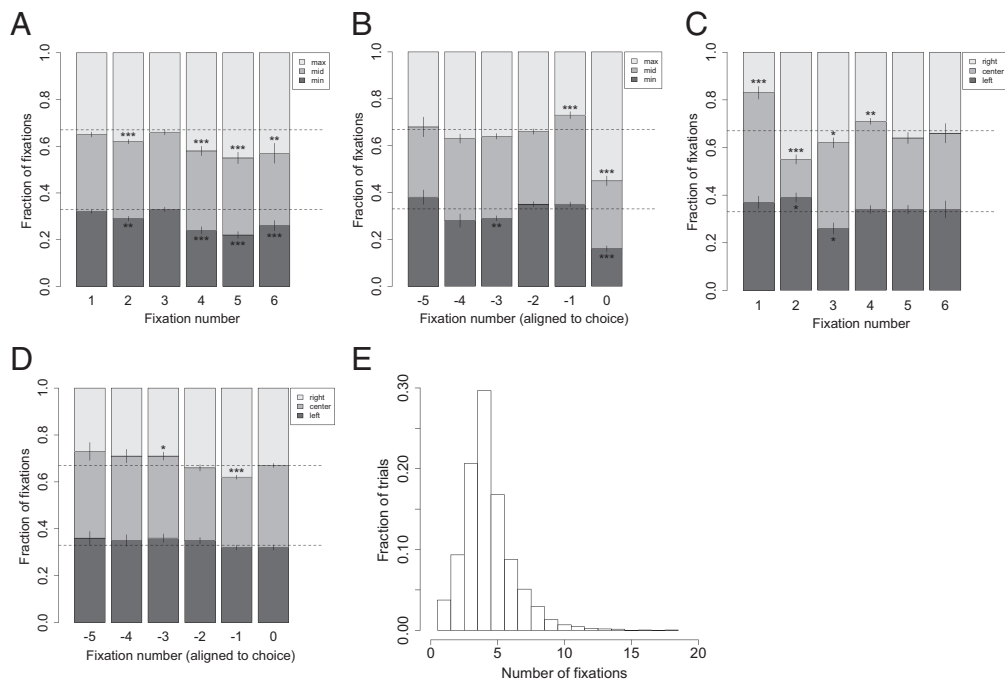 A
max
mid
min
Fraction of fixations
0.0 0.2 0.4 0.6 0.8 1.0
*** *** *** **
** *** *** ***
1 2 3 4 5 6
Fixation number
B
max
mid
min
Fraction of fixations
0.0 0.2 0.4 0.6 0.8 1.0
*** ***
** ***
-5 -4 -3 -2 -1 0
Fixation number (aligned to choice)
C
right
center
left
Fraction of fixations
0.0 0.2 0.4 0.6 0.8 1.0
*** *** * **
* *
1 2 3 4 5 6
Fixation number
D
right
center
left
Fraction of fixations
0.0 0.2 0.4 0.6 0.8 1.0
* ***
-5 -4 -3 -2 -1 0
Fixation number (aligned to choice)
E
Fraction of trials
0.00 0.10 0.20 0.30
0 5 10 15 20
Number of fixations